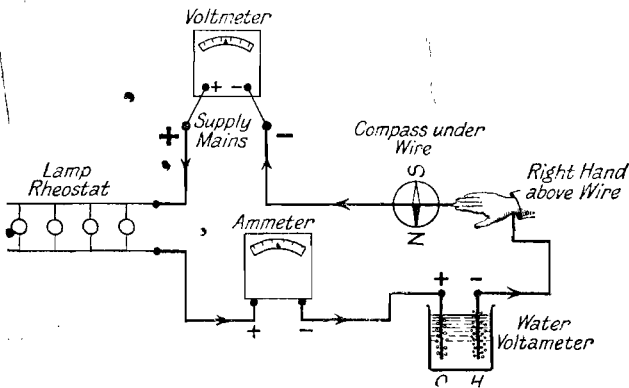 Voltmeter
+ −
+
Supply
Mains
−
Compass under
Wire
S
N
Right Hand
above Wire
Lamp
Rheostat
Ammeter
+ −
+ −
Water
Voltameter
O H